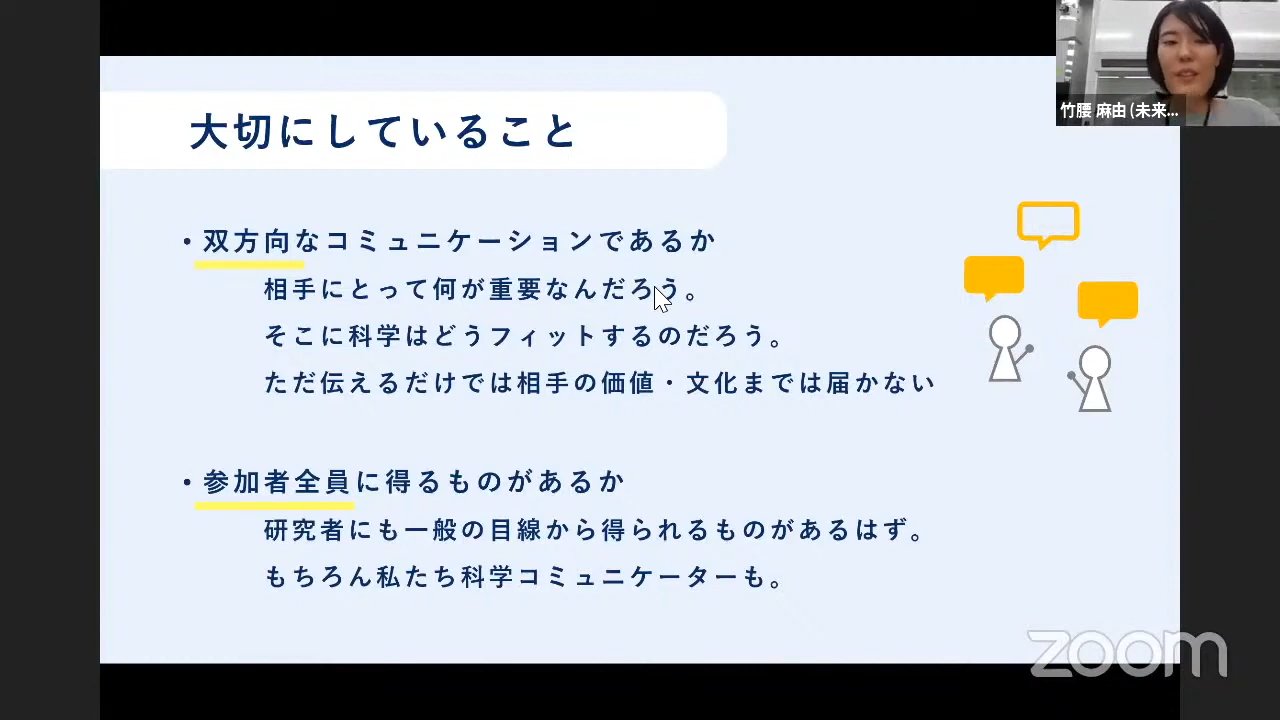 竹腰 麻由 (未来...
大切にしていること
・双方向なコミュニケーションであるか
相手にとって何が重要なんだろう。
そこに科学はどうフィットするのだろう。
ただ伝えるだけでは相手の価値・文化までは届かない
・参加者全員に得るものがあるか
研究者にも一般の目線から得られるものがあるはず。
もちろん私たち科学コミュニケーターも。
zoom